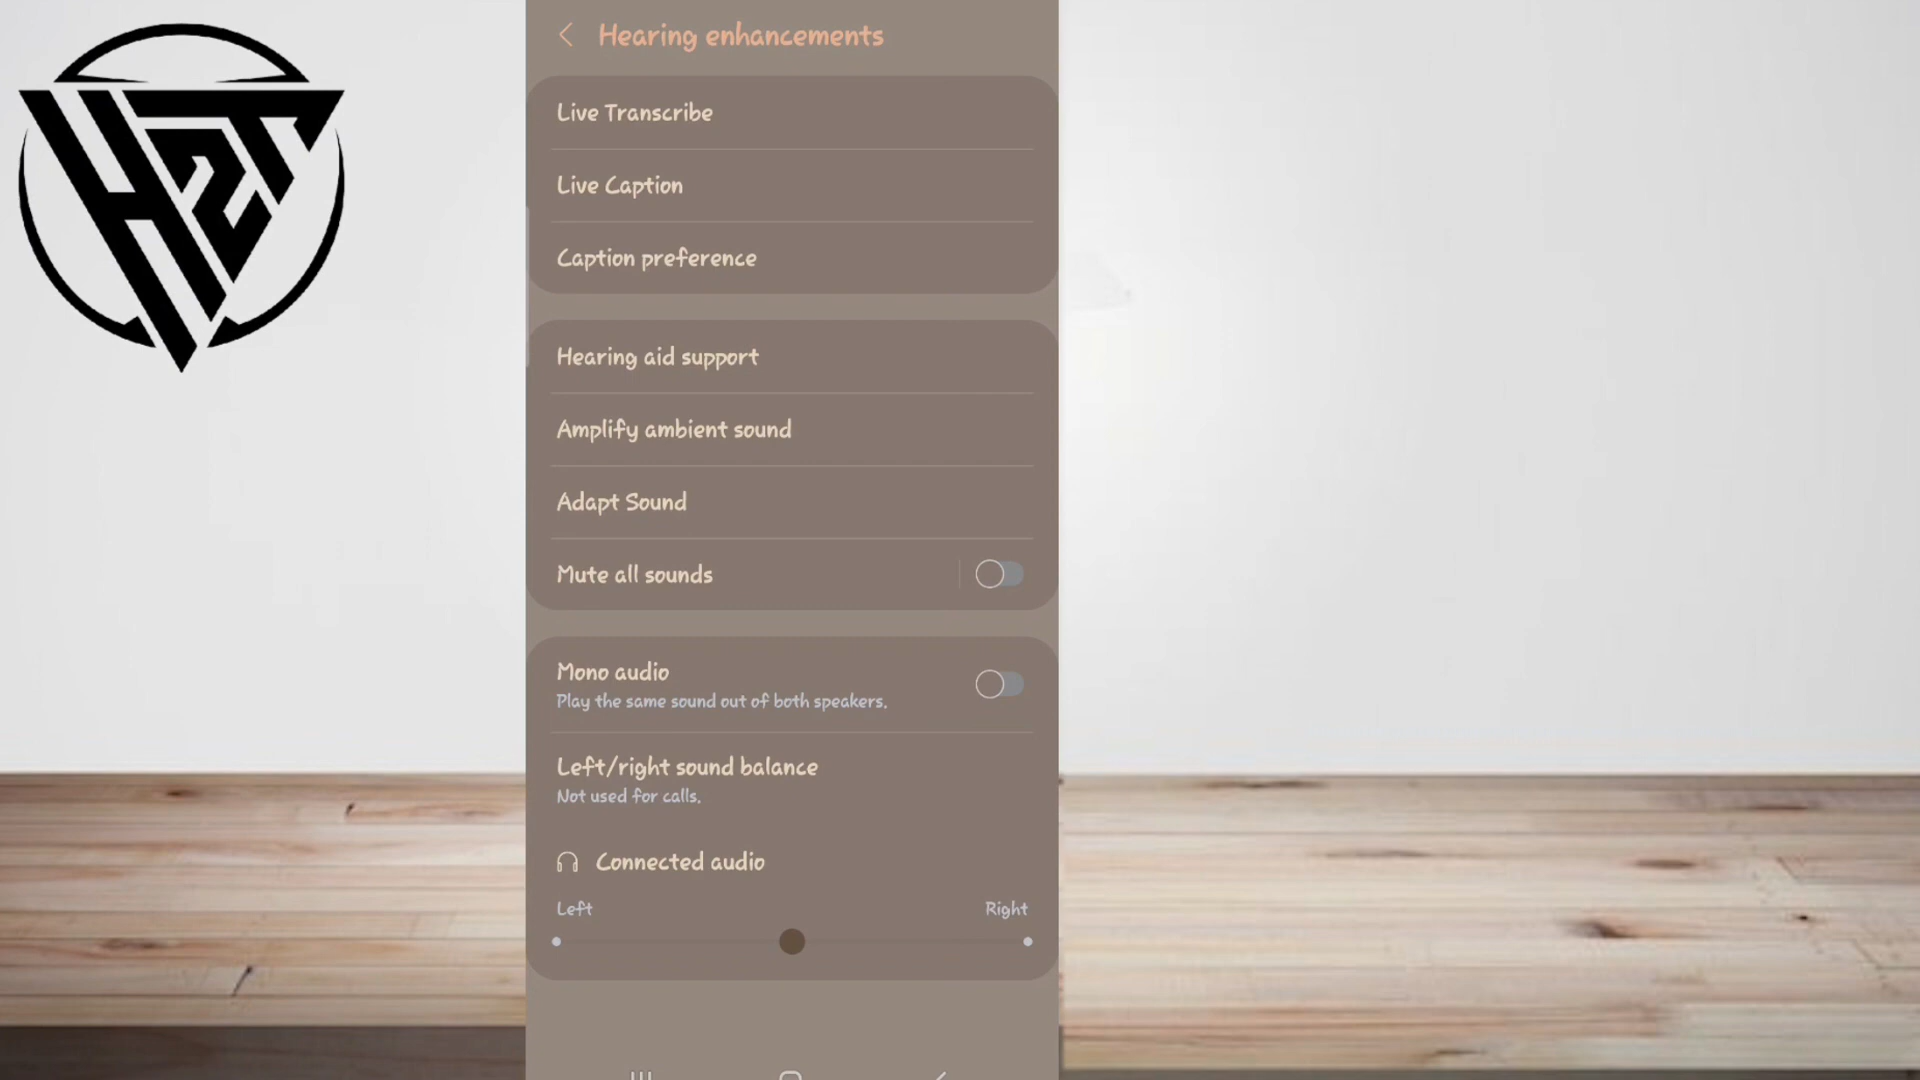 H2T
Hearing enhancements
Live Transcribe
Live Caption
Caption preference
Hearing aid support
Amplify ambient sound
Adapt Sound
Mute all sounds
Mono audio
Play the same sound out of both speakers.
Left/right sound balance
Not used for calls.
Connected audio
Left
Right